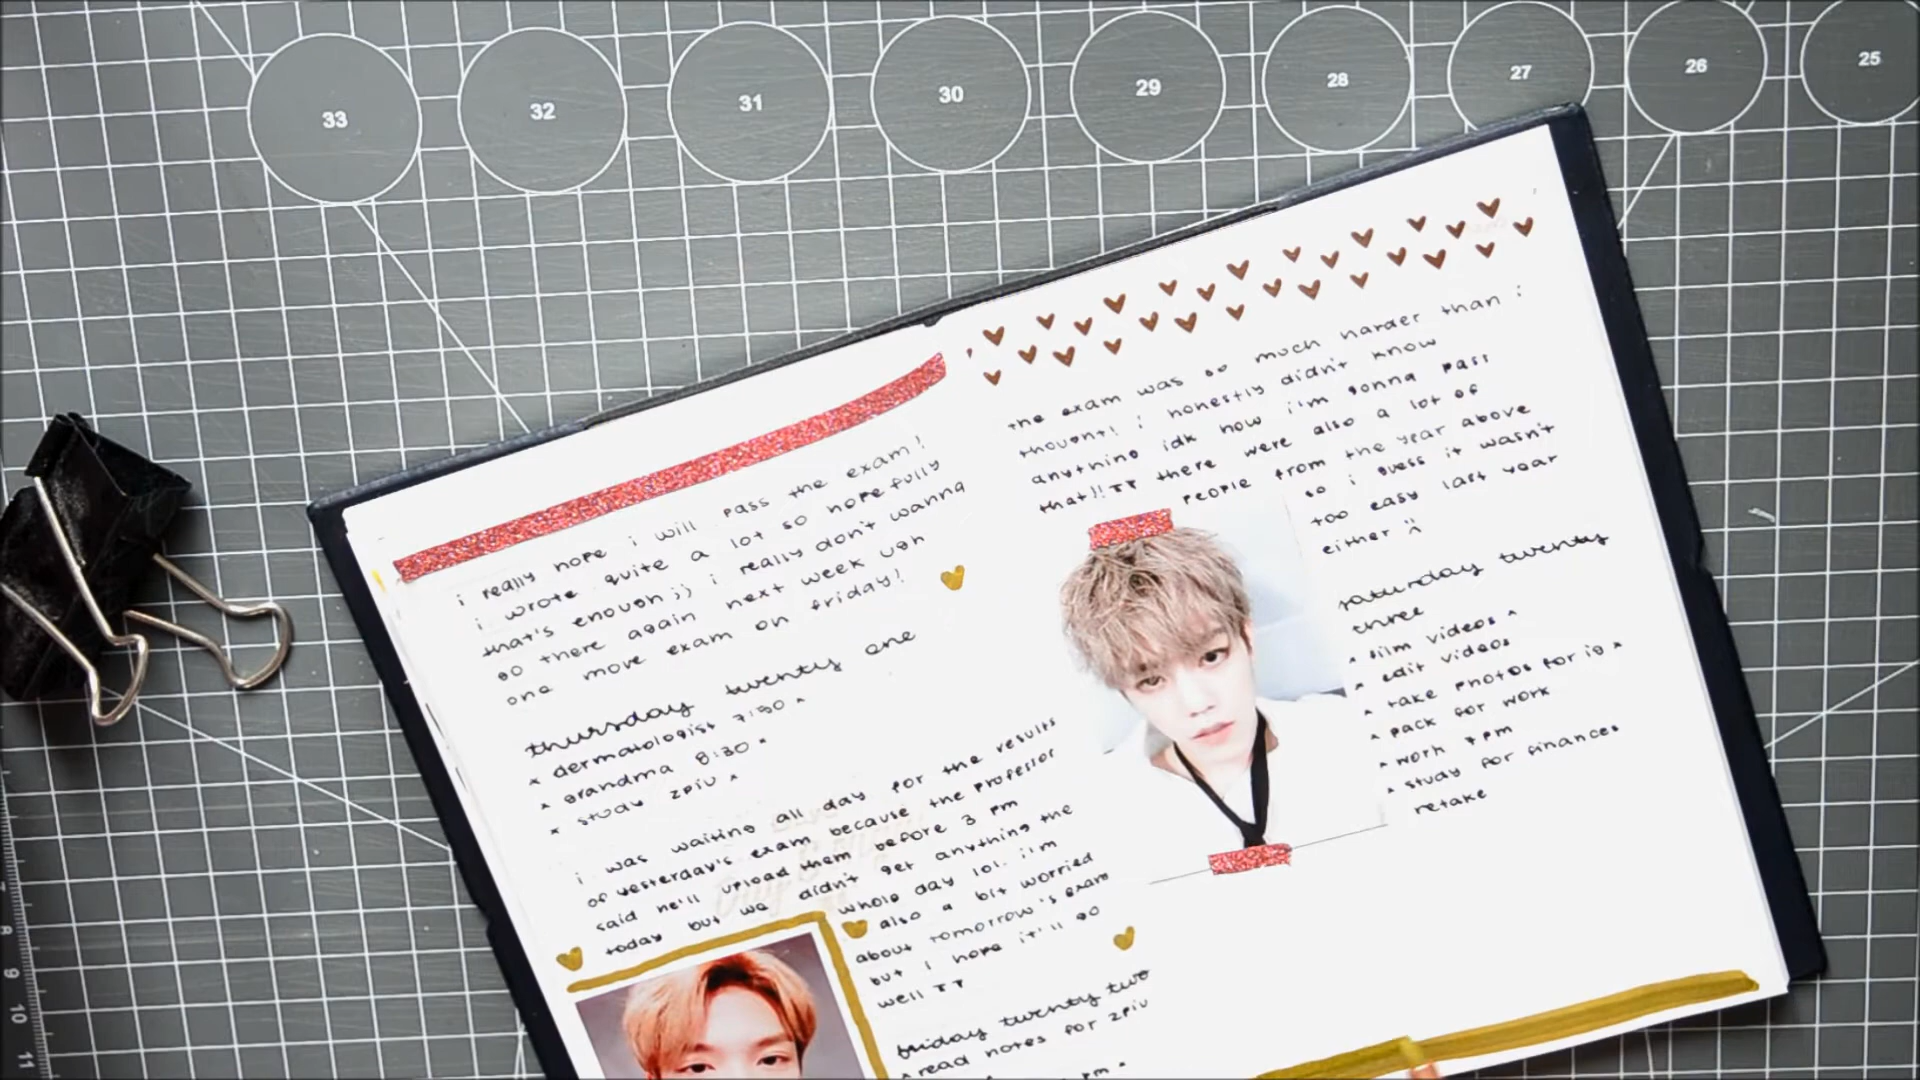 33 32 31 30 29 28 27 26 25
i really hope i will pass the exam!
i wrote quite a lot so hopefully
that's enough;; i really don't wanna
go there again next week ugh
one more exam on friday!
thursday twenty one
× dermatologist 7:30 ×
× grandma 8:30 ×
× study zpiu ×
i was waiting all day for the results
of yesterday's exam because the professor
said he'll upload them before 3 pm
today but we didn't get anything the
whole day lol. i'm
also a bit worried
about tomorrow's exam
but i hope it'll go
well TT
friday twenty two
× read notes for zpiu
pm ×
the exam was so much harder than i
thought! i honestly didn't know
anything idk how i'm gonna pass
that!! TT there were also a lot of
people from the year above
so i guess it wasn't
too easy last year
either
saturday twenty
three
× film videos ×
× edit videos
× take photos for ig ×
× pack for work
× work 7 pm
× study for finances
retake
8
9
10
11